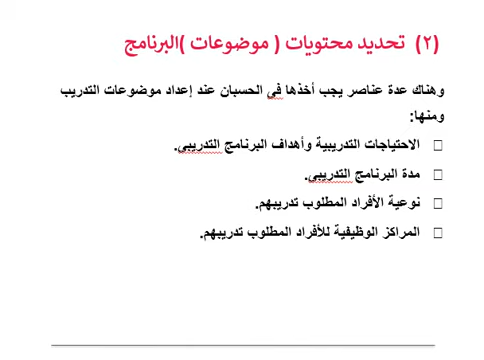 (٢) تحديد محتويات ( موضوعات )البرنامج
وهناك عدة عناصر يجب أخذها في الحسبان عند إعداد موضوعات التدريب
ومنها:
الاحتياجات التدريبية وأهداف البرنامج التدريبي.
مدة البرنامج التدريبي.
نوعية الأفراد المطلوب تدريبهم.
المراكز الوظيفية للأفراد المطلوب تدريبهم.